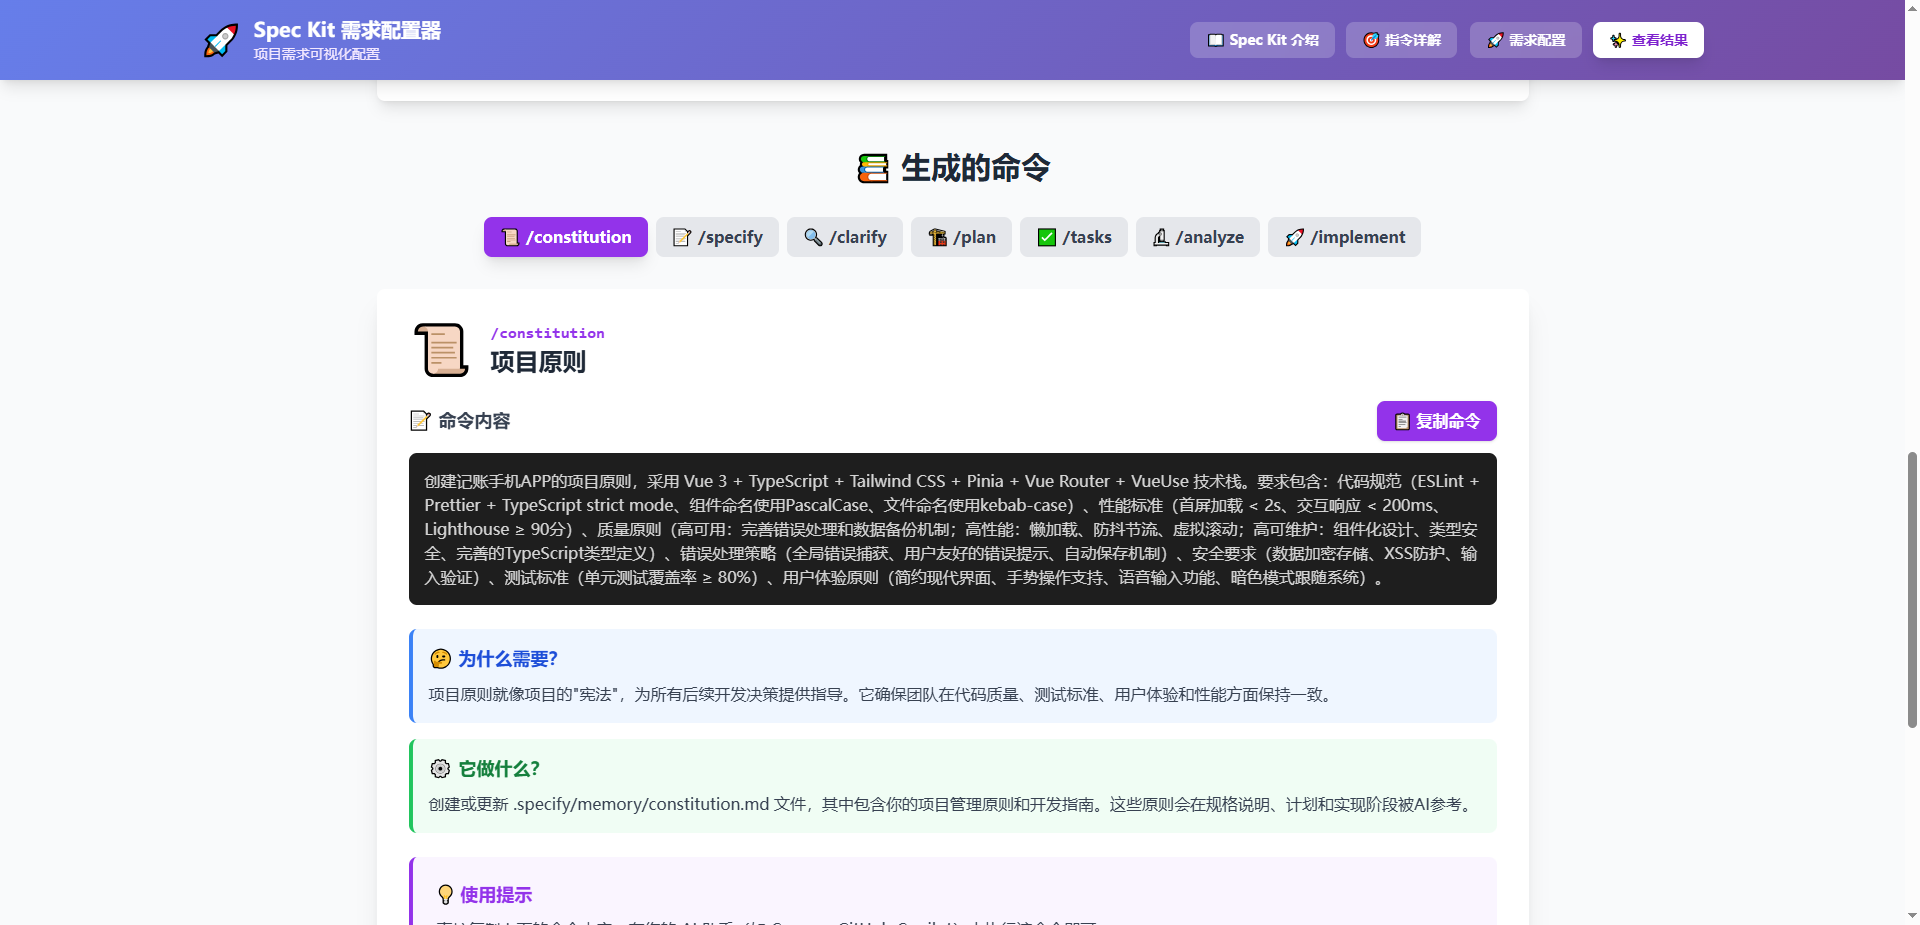 Spec Kit 需求配置器
项目需求可视化配置
Spec Kit 介绍
指令详解
需求配置
查看结果
生成的命令
/constitution
/specify
/clarify
/plan
/tasks
/analyze
/implement
/constitution
项目原则
命令内容
复制命令
创建记账手机APP的项目原则，采用 Vue 3 + TypeScript + Tailwind CSS + Pinia + Vue Router + VueUse 技术栈。要求包含：代码规范（ESLint +
Prettier + TypeScript strict mode、组件命名使用PascalCase、文件命名使用kebab-case）、性能标准（首屏加载 < 2s、交互响应 < 200ms、
Lighthouse ≥ 90分）、质量原则（高可用：完善错误处理和数据备份机制；高性能：懒加载、防抖节流、虚拟滚动；高可维护：组件化设计、类型安
全、完善的TypeScript类型定义）、错误处理策略（全局错误捕获、用户友好的错误提示、自动保存机制）、安全要求（数据加密存储、XSS防护、输
入验证）、测试标准（单元测试覆盖率 ≥ 80%）、用户体验原则（简约现代界面、手势操作支持、语音输入功能、暗色模式跟随系统）。
为什么需要？
项目原则就像项目的"宪法"，为所有后续开发决策提供指导。它确保团队在代码质量、测试标准、用户体验和性能方面保持一致。
它做什么？
创建或更新 .specify/memory/constitution.md 文件，其中包含你的项目管理原则和开发指南。这些原则会在规格说明、计划和实现阶段被AI参考。
使用提示